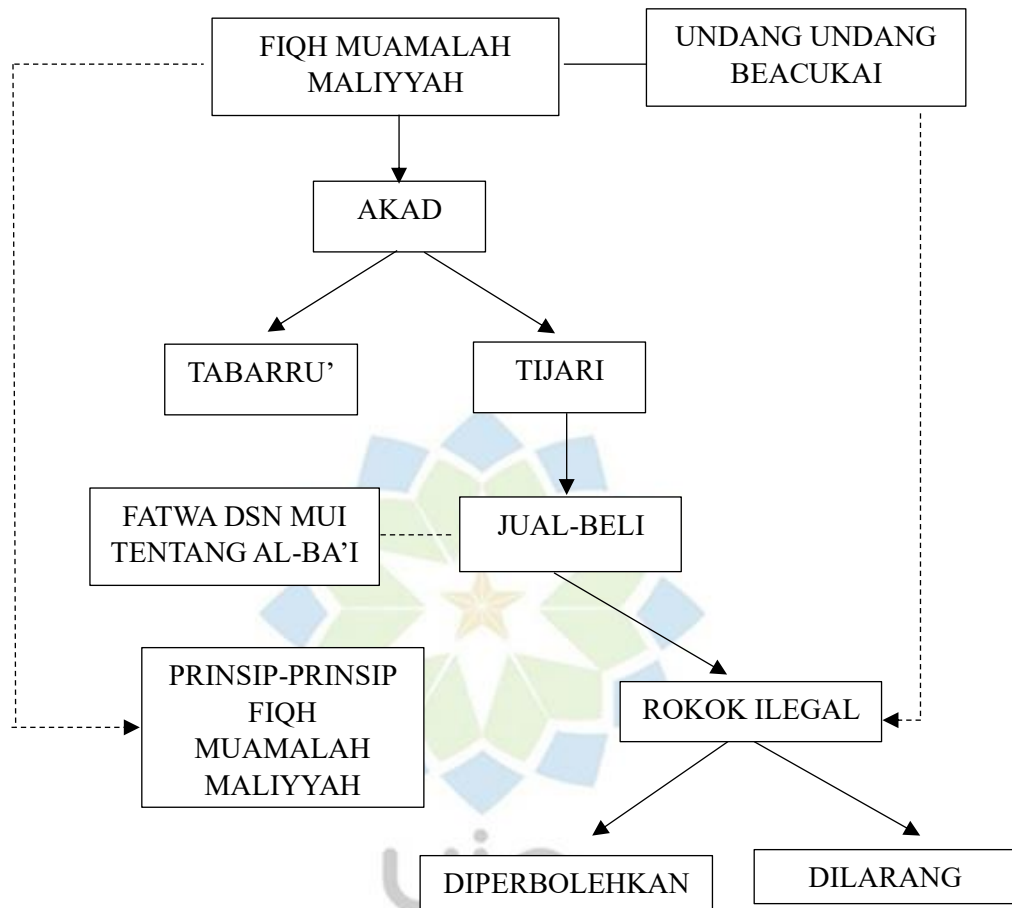 FIQH MUAMALAH
MALIYYAH
UNDANG UNDANG
BEACUKAI
AKAD
TABARRU’
TIJARI
FATWA DSN MUI
TENTANG AL-BA’I
JUAL-BELI
PRINSIP-PRINSIP
FIQH
MUAMALAH
MALIYYAH
ROKOK ILEGAL
DIPERBOLEHKAN
DILARANG